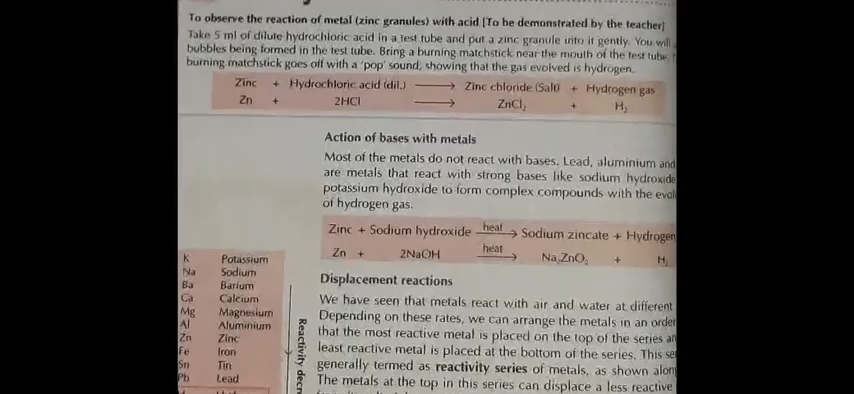 To observe the reaction of metal (zinc granules) with acid [To be demonstrated by the teacher]
Take 5 ml of dilute hydrochloric acid in a test tube and put a zinc granule into it gently. You will
bubbles being formed in the test tube. Bring a burning matchstick near the mouth of the test tube.
burning matchstick goes off with a 'pop' sound, showing that the gas evolved is hydrogen.
Zinc + Hydrochloric acid (dil.) ⟶ Zinc chloride (Salt) + Hydrogen gas
Zn + 2HCl ⟶ ZnCl₂ + H₂
Action of bases with metals
Most of the metals do not react with bases. Lead, aluminium and
are metals that react with strong bases like sodium hydroxide
potassium hydroxide to form complex compounds with the evol
of hydrogen gas.
heat
Zinc + Sodium hydroxide ⟶ Sodium zincate + Hydrogen
heat
Zn + 2NaOH ⟶ Na₂ZnO₂ + H₂
Displacement reactions
We have seen that metals react with air and water at different
Depending on these rates, we can arrange the metals in an order
that the most reactive metal is placed on the top of the series an
least reactive metal is placed at the bottom of the series. This se
generally termed as reactivity series of metals, as shown along
The metals at the top in this series can displace a less reactive
K Potassium
Na Sodium
Ba Barium
Ca Calcium
Mg Magnesium
Al Aluminium
Zn Zinc
Fe Iron
Sn Tin
Pb Lead
Reactivity decre